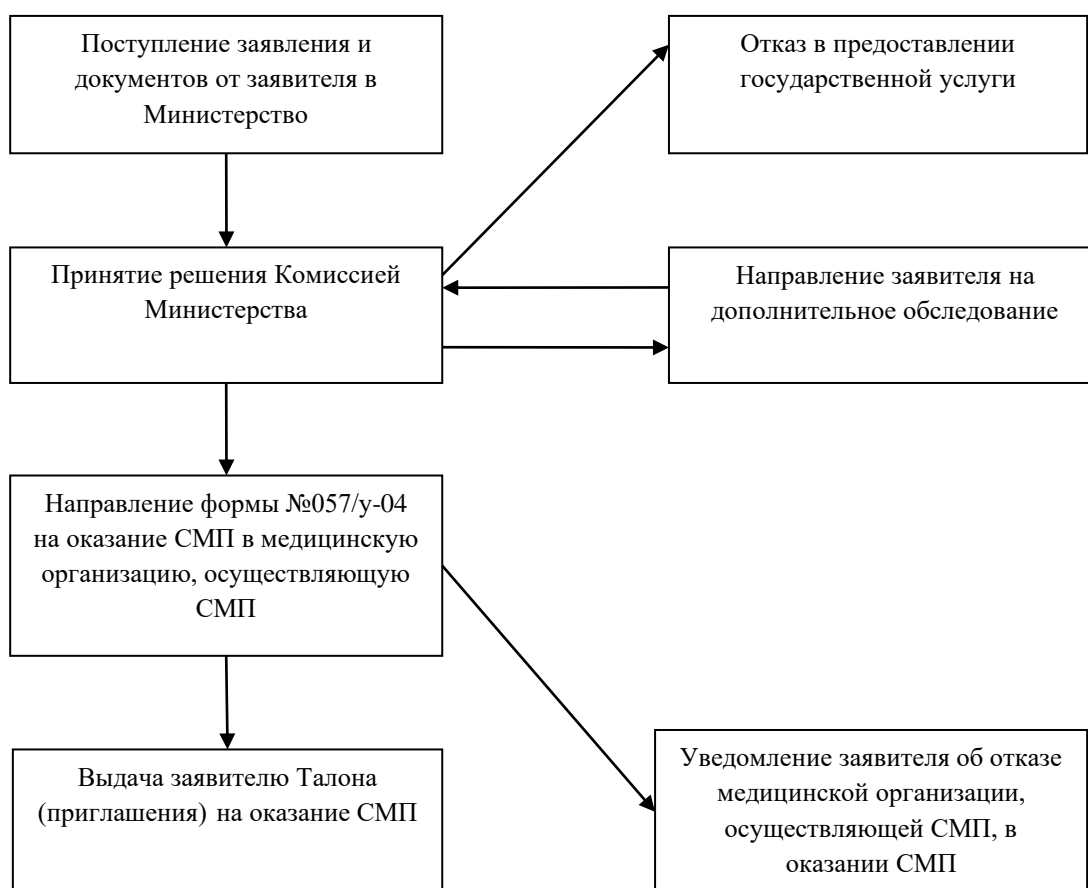 Поступление заявления и
документов от заявителя в
Министерство
Отказ в предоставлении
государственной услуги
Принятие решения Комиссией
Министерства
Направление заявителя на
дополнительное обследование
Направление формы №057/у-04
на оказание СМП в медицинскую
организацию, осуществляющую
СМП
Выдача заявителю Талона
(приглашения) на оказание СМП
Уведомление заявителя об отказе
медицинской организации,
осуществляющей СМП, в
оказании СМП